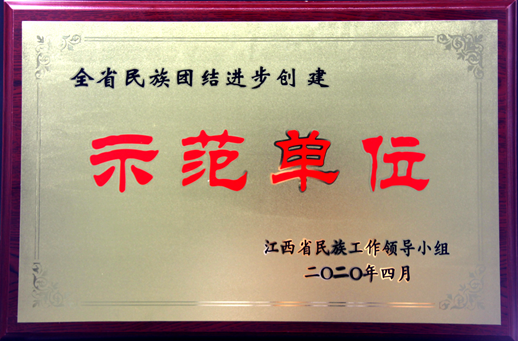 全省民族团结进步创建
示范单位
江西省民族工作领导小组
二〇二〇年四月